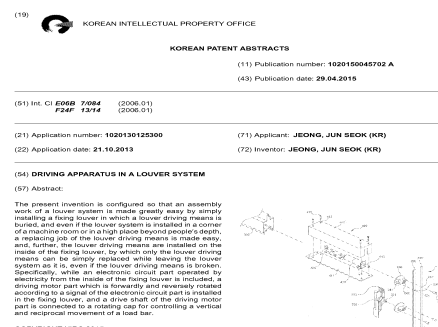 (19)
KOREAN INTELLECTUAL PROPERTY OFFICE
KOREAN PATENT ABSTRACTS
(11) Publication number: 1020150045702 A
(43) Publication date: 29.04.2015
(51) Int. Cl E06B 7/084 (2006.01)
F24F 13/14 (2006.01)
(21) Application number: 1020130125300
(71) Applicant: JEONG, JUN SEOK (KR)
(22) Application date: 21.10.2013
(72) Inventor: JEONG, JUN SEOK (KR)
(54) DRIVING APPARATUS IN A LOUVER SYSTEM
(57) Abstract:
The present invention is configured so that an assembly
work of a louver system is made greatly easy by simply
installing a fixing louver in which a louver driving means is
buried, and even if the louver system is installed in a corner
of a machine room or in a high place beyond people's depth,
a replacing job of the louver driving means is made easy,
and, further, the louver driving means are installed on the
inside of the fixing louver, by which only the louver driving
means can be simply replaced while leaving the louver
system as it is, even if the louver driving means is broken.
Specifically, while an electronic circuit part operated by
electricity from the inside of the fixing louver is included, a
driving motor part which is forwardly and reversely rotated
according to a signal of the electronic circuit part is installed
in the fixing louver, and a drive shaft of the driving motor
part is connected to a rotating cap for controlling a vertical
and reciprocal movement of a load bar.